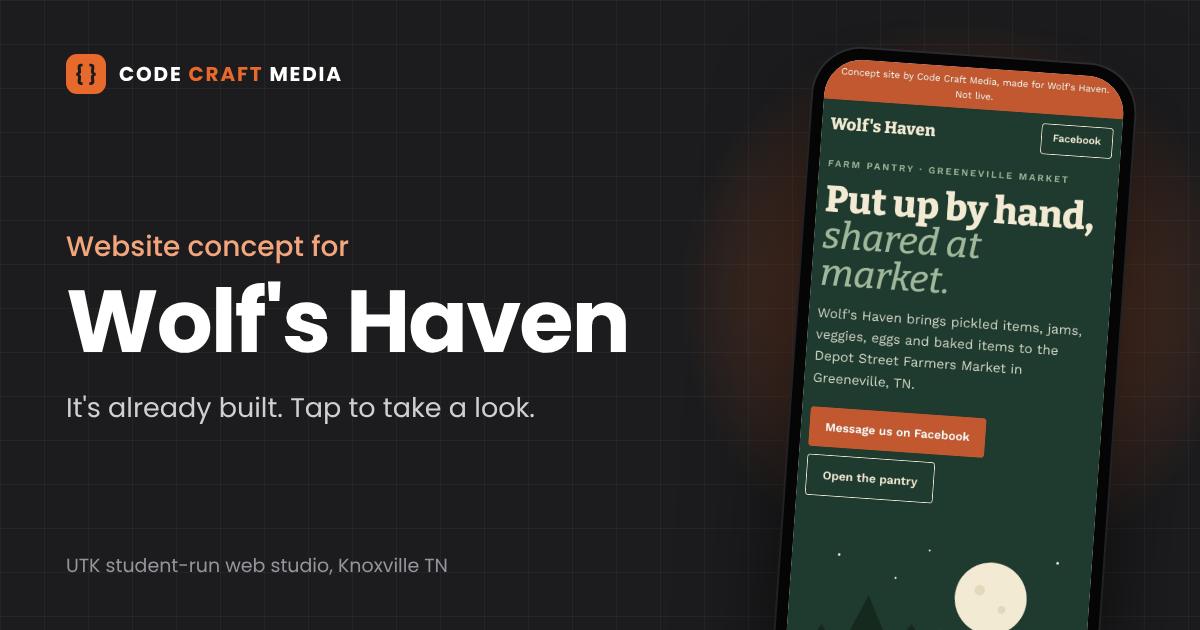 { } CODE CRAFT MEDIA
Website concept for
Wolf's Haven
It's already built. Tap to take a look.
UTK student-run web studio, Knoxville TN
Concept site by Code Craft Media, made for Wolf's Haven.
Not live.
Wolf's Haven
Facebook
FARM PANTRY · GREENEVILLE MARKET
Put up by hand,
shared at
market.
Wolf's Haven brings pickled items, jams,
veggies, eggs and baked items to the
Depot Street Farmers Market in
Greeneville, TN.
Message us on Facebook
Open the pantry